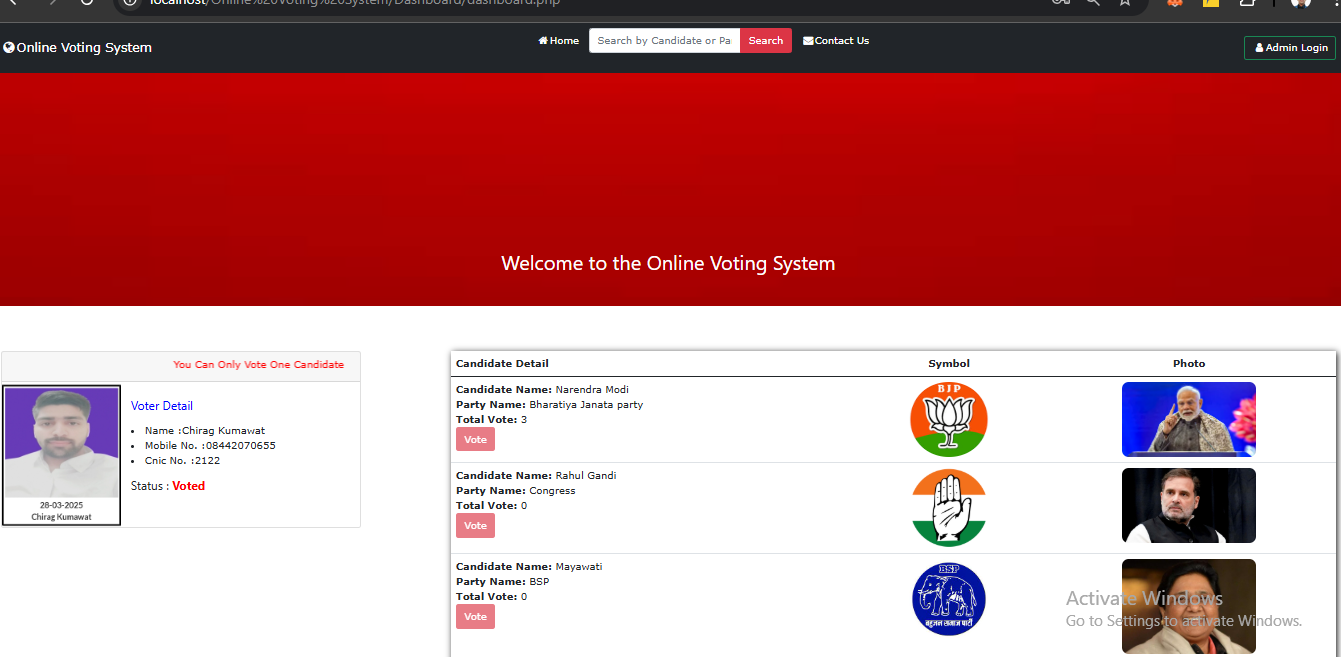 localhost/Online%20Voting%20System/Dashboard/dashboard.php
Online Voting System
Home
Search by Candidate or Pa
Search
Contact Us
Admin Login
Welcome to the Online Voting System
You Can Only Vote One Candidate
Voter Detail
Name :Chirag Kumawat
Mobile No. :08442070655
Cnic No. :2122
Status : Voted
28-03-2025
Chirag Kumawat
Candidate Detail Symbol Photo
Candidate Name: Narendra Modi
Party Name: Bharatiya Janata party
Total Vote: 3
Vote
BJP
Candidate Name: Rahul Gandi
Party Name: Congress
Total Vote: 0
Vote
Candidate Name: Mayawati
Party Name: BSP
Total Vote: 0
Vote
BSP
बहुजन समाज पार्टी
Activate Windows
Go to Settings to activate Windows.